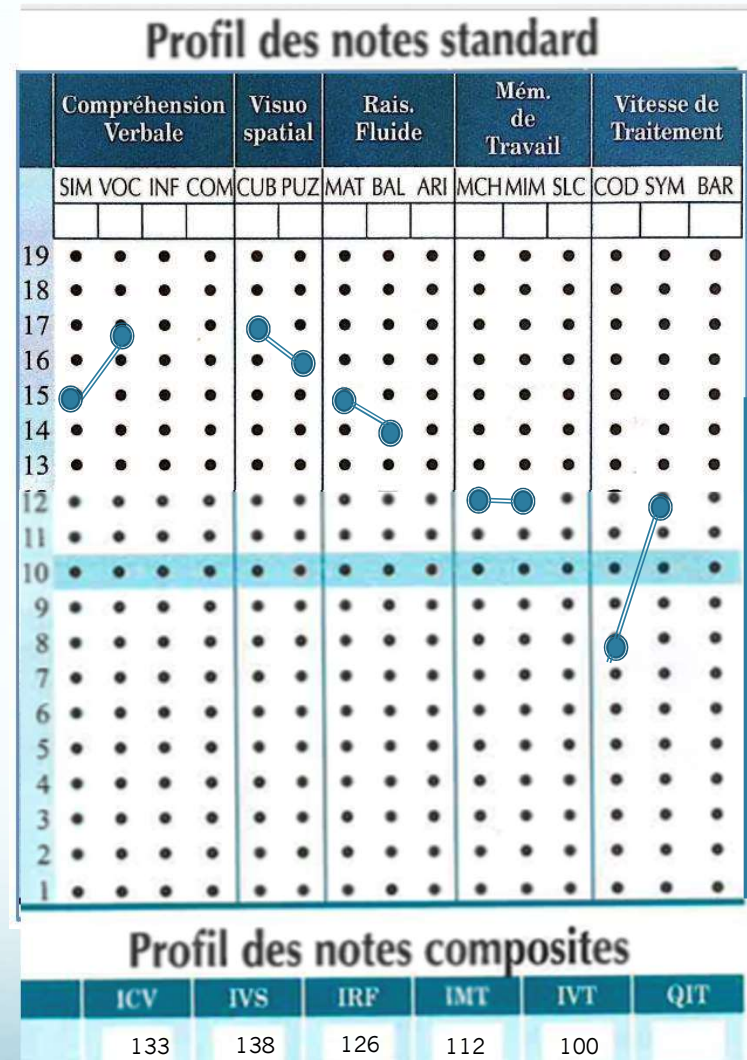 Profil des notes standard
Compréhension Verbale
Visuo spatial
Rais. Fluide
Mém. de Travail
Vitesse de Traitement
SIM VOC INF COM CUB PUZ MAT BAL ARI MCH MIM SLC COD SYM BAR
19
18
17
16
15
14
13
12
11
10
9
8
7
6
5
4
3
2
1
Profil des notes composites
ICV IVS IRF IMT IVT QIT
133 138 126 112 100